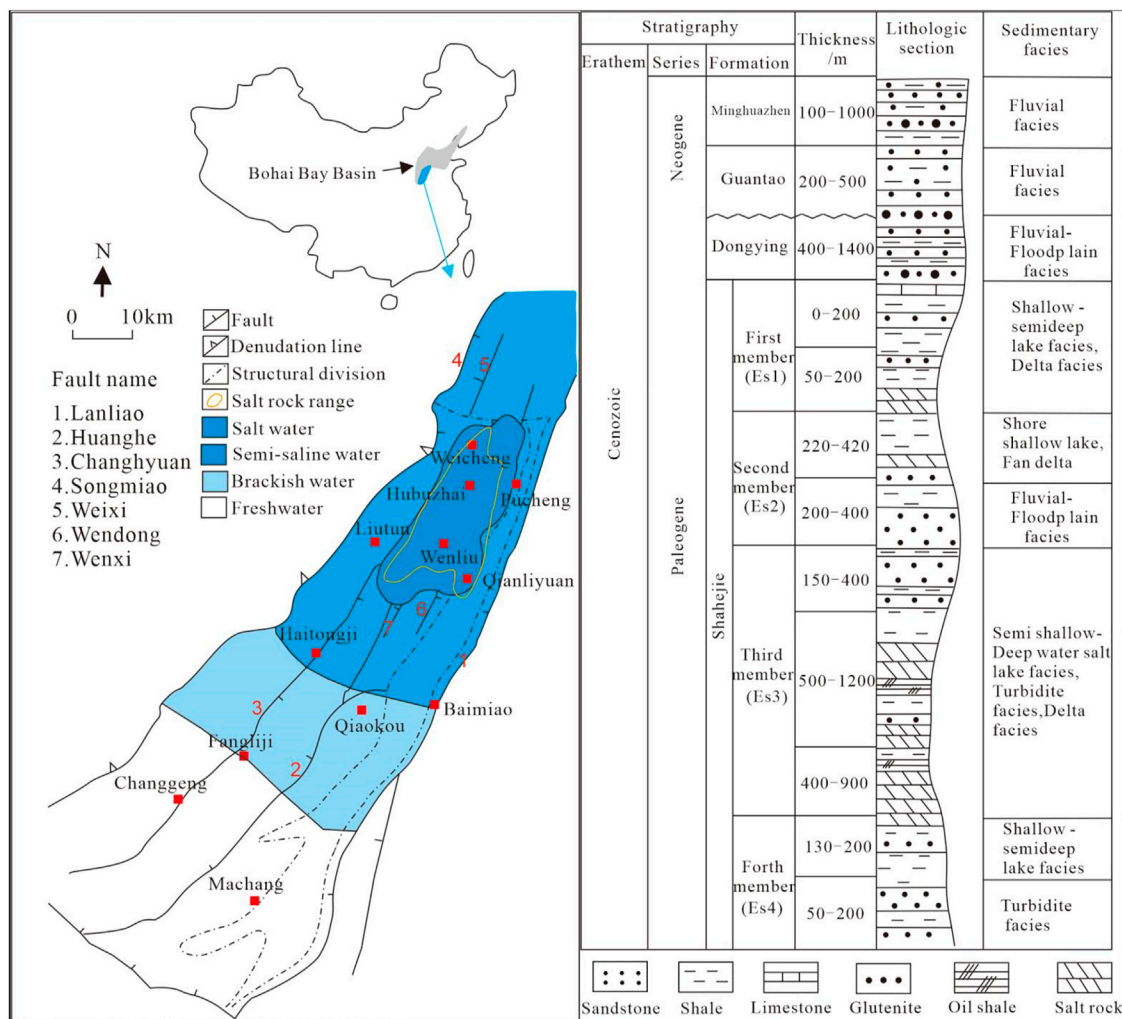 Bohai Bay Basin
N
0 10km
Fault
Denudation line
Structural division
Salt rock range
Salt water
Semi-saline water
Brackish water
Freshwater
Fault name
1.Lanliao
2.Huanghe
3.Changhyuan
4.Songmiao
5.Weixi
6.Wendong
7.Wenxi
4
5
Weicheng
Hubuzhai
Pucheng
Liutun
Wenliu
Qianliyuan
6
7
Haitongji
1
3
Qiaokou
Baimiao
Fangliji
2
Changgeng
Machang
Stratigraphy
Erathem
Series
Formation
Thickness
/m
Lithologic
section
Sedimentary
facies
Cenozoic
Neogene
Paleogene
Minghuazhen
100-1000
Fluvial
facies
Guantao
200-500
Fluvial
facies
Dongying
400-1400
Fluvial-
Floodp lain
facies
Shahejie
First
member
(Es1)
0-200
50-200
Shallow -
semideep
lake facies,
Delta facies
Second
member
(Es2)
220-420
200-400
Shore
shallow lake,
Fan delta
Fluvial-
Floodp lain
facies
Third
member
(Es3)
150-400
500-1200
400-900
Semi shallow-
Deep water salt
lake facies,
Turbidite
facies,Delta
facies
Forth
member
(Es4)
130-200
50-200
Shallow -
semideep
lake facies
Turbidite
facies
Sandstone
Shale
Limestone
Glutenite
Oil shale
Salt rock